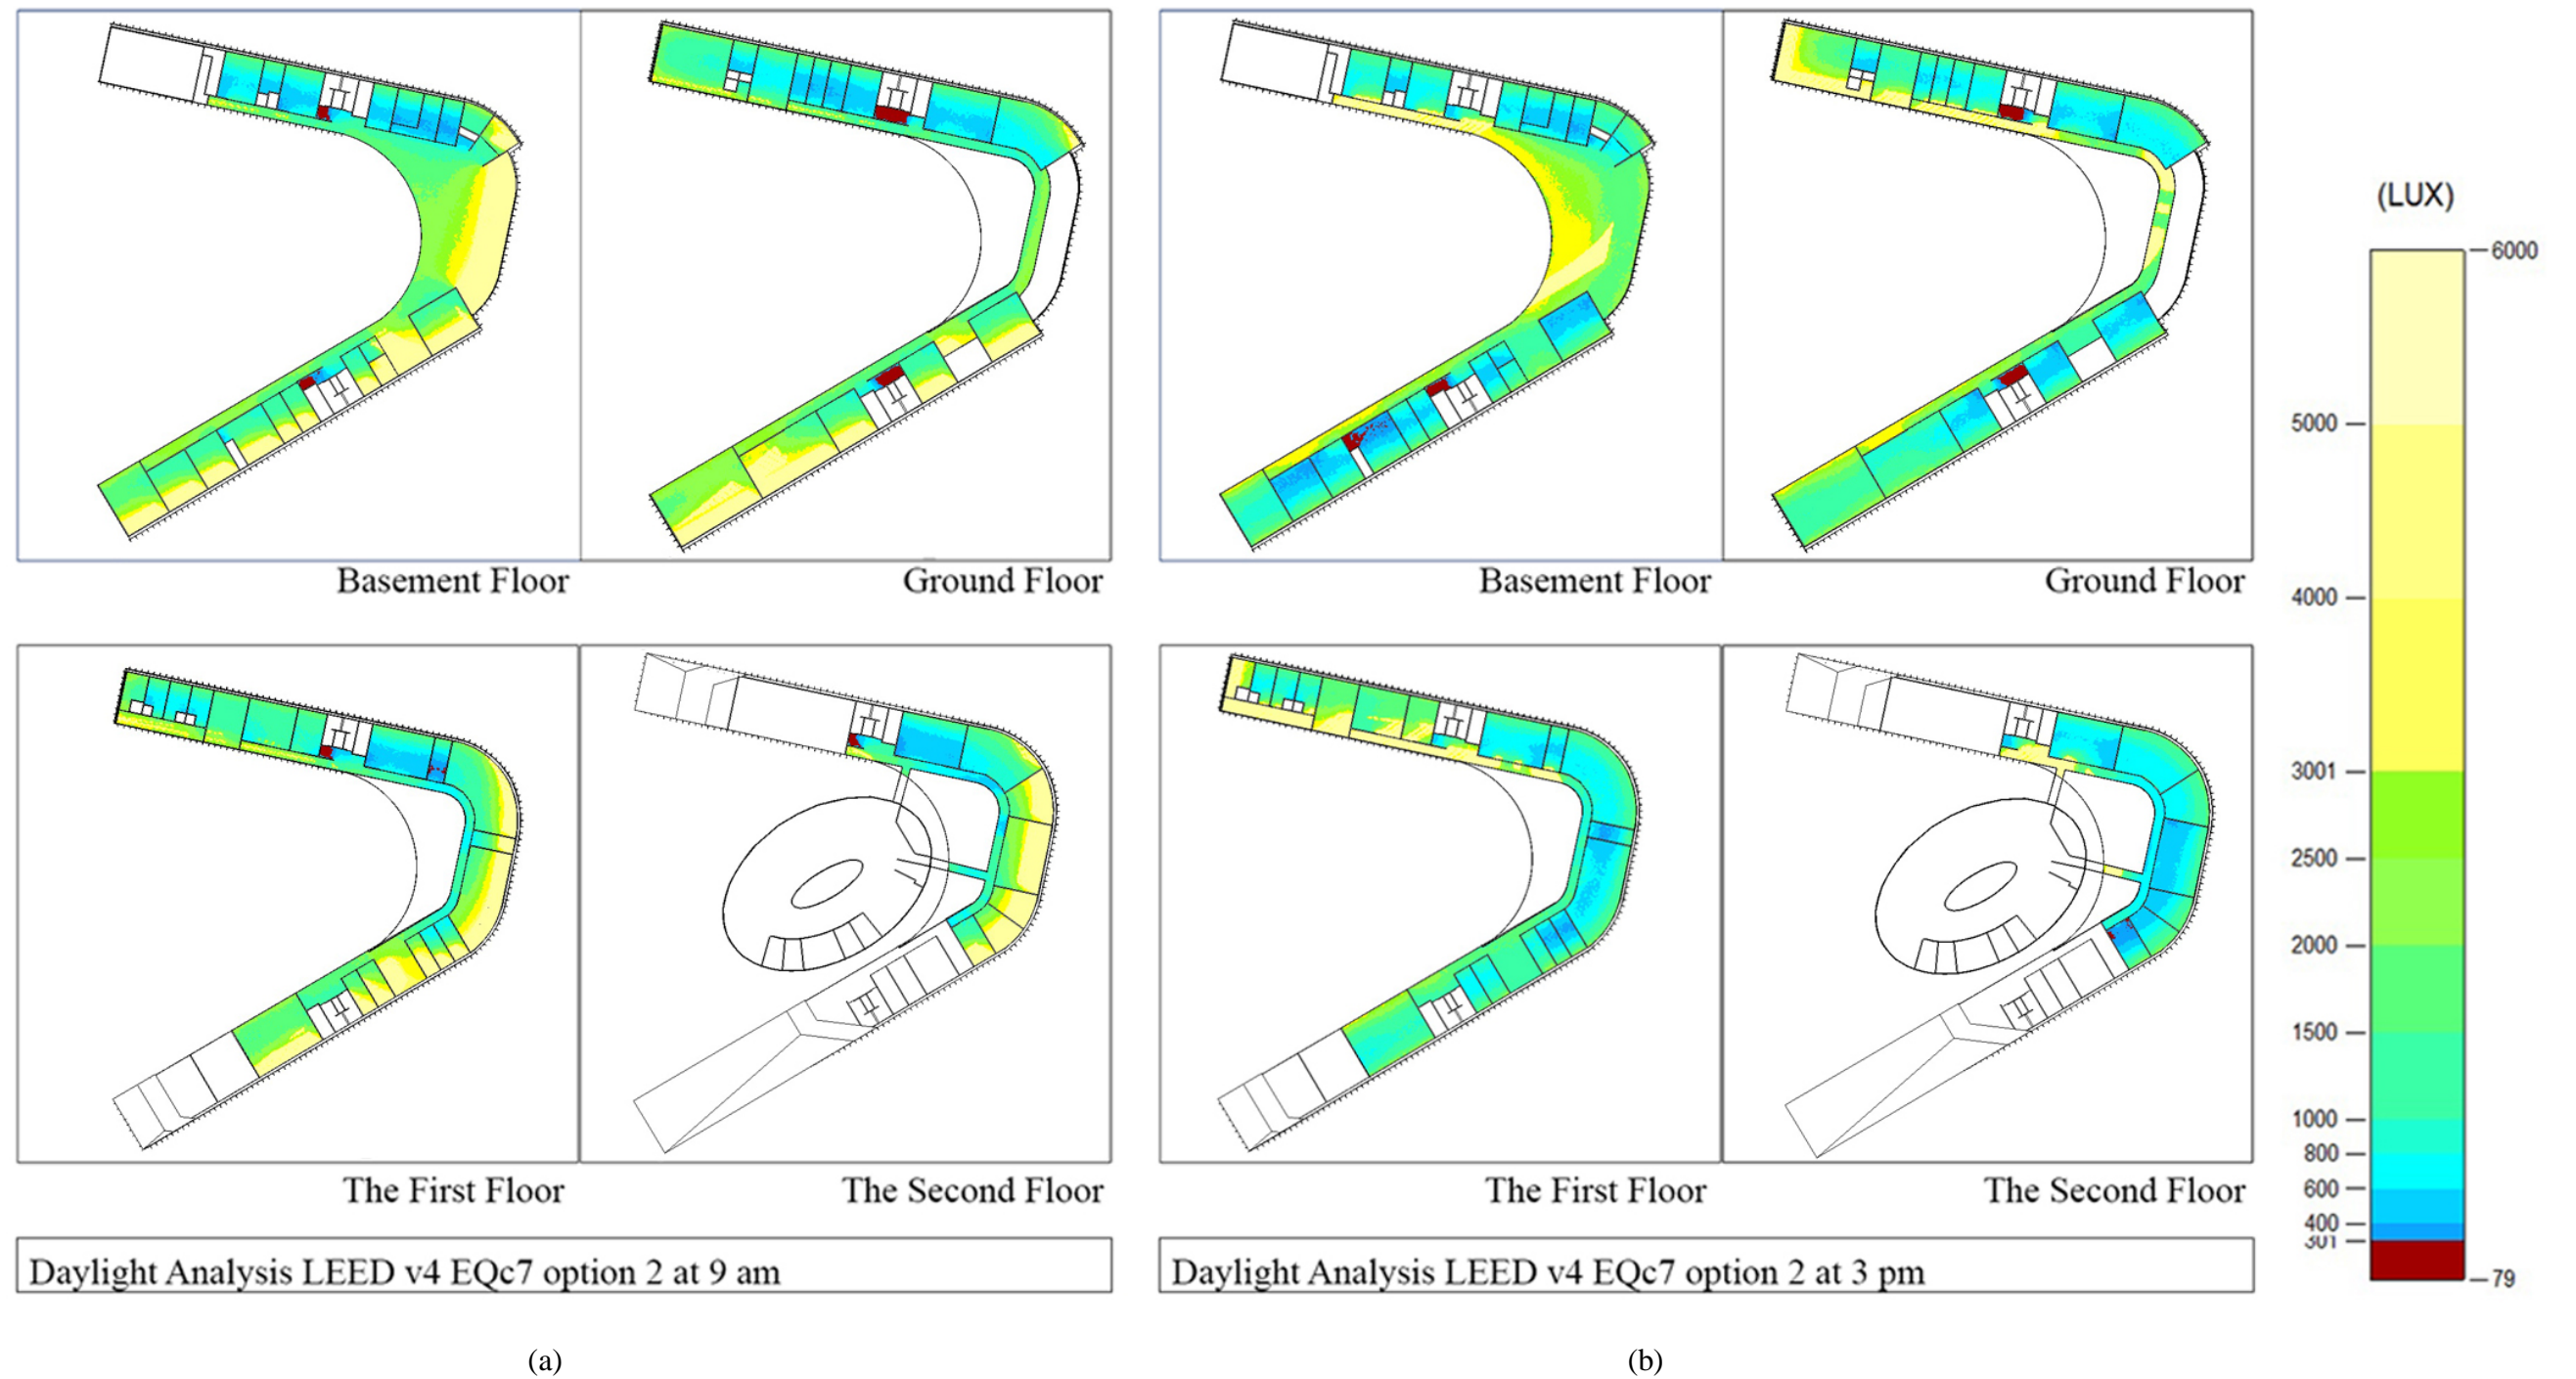 Basement Floor
Ground Floor
The First Floor
The Second Floor
Daylight Analysis LEED v4 EQc7 option 2 at 9 am
(a)
Basement Floor
Ground Floor
The First Floor
The Second Floor
Daylight Analysis LEED v4 EQc7 option 2 at 3 pm
(b)
(LUX)
6000
5000
4000
3001
2500
2000
1500
1000
800
600
400
301
79